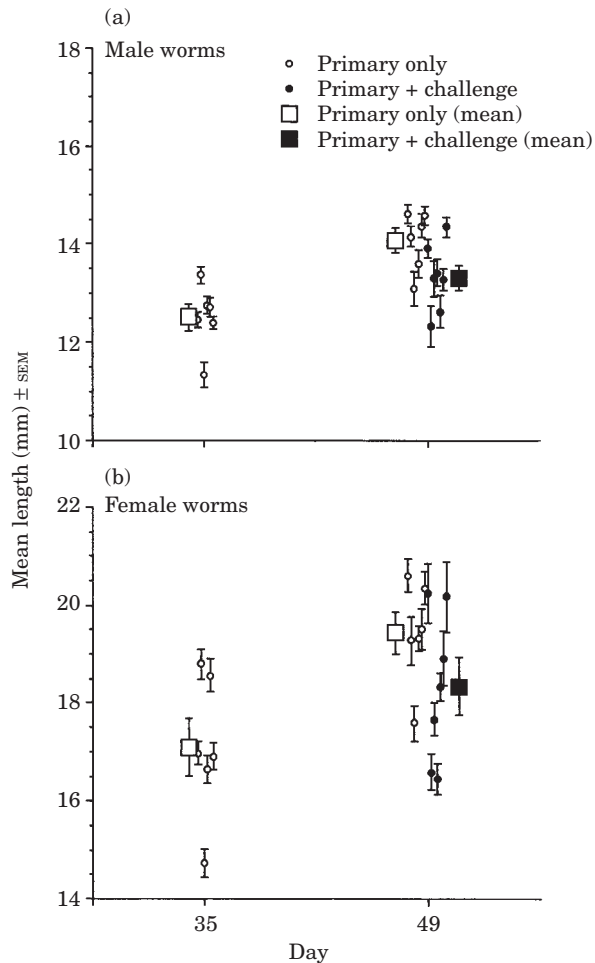 (a)
Male worms
Primary only
Primary + challenge
Primary only (mean)
Primary + challenge (mean)
18
16
14
12
10
Mean length (mm) ± SEM
(b)
Female worms
22
20
18
16
14
35
49
Day